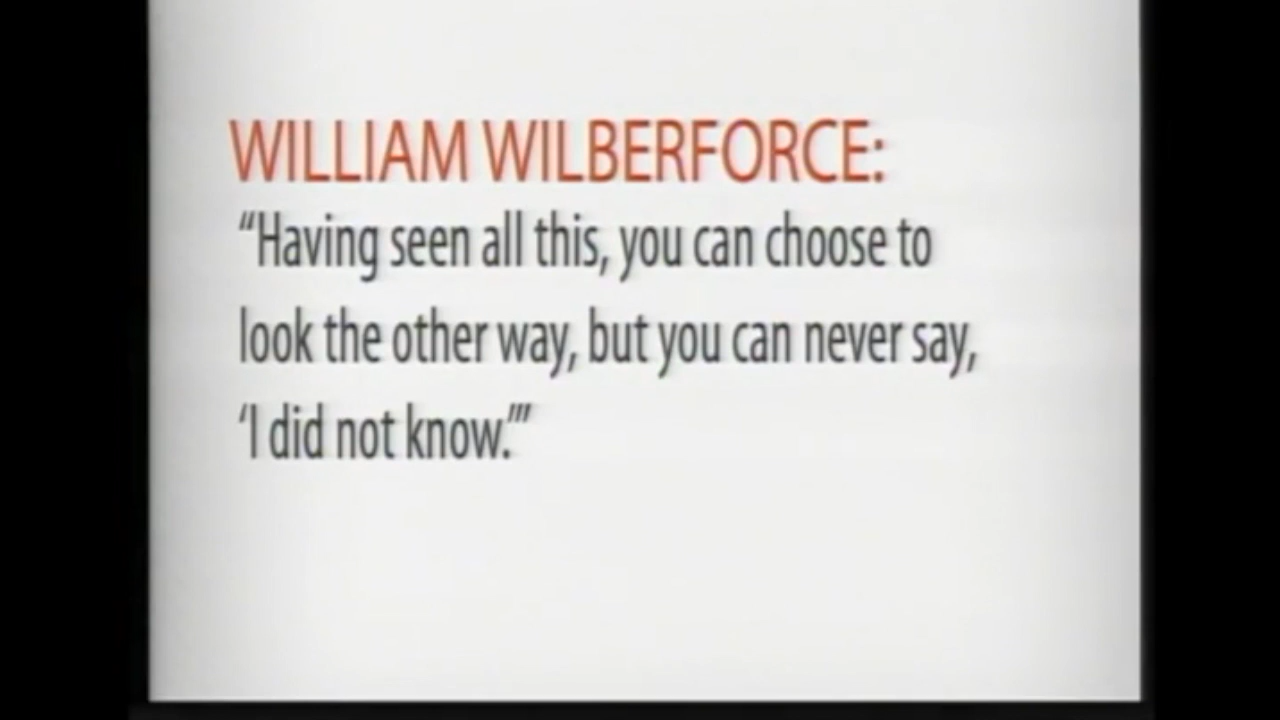 WILLIAM WILBERFORCE:
“Having seen all this, you can choose to
look the other way, but you can never say,
‘I did not know.’”